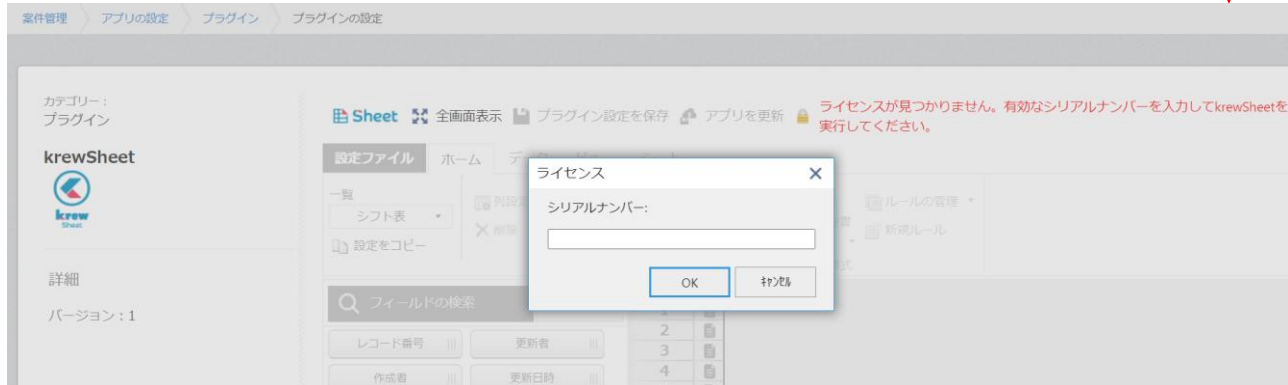 案件管理 アプリの設定 プラグイン プラグインの設定
カテゴリー：
プラグイン
krewSheet
krew
Sheet
詳細
バージョン：1
Sheet 全画面表示 プラグイン設定を保存 アプリを更新 ライセンスが見つかりません。有効なシリアルナンバーを入力してkrewSheetを
実行してください。
設定ファイル ホーム
一覧
シフト表
設定をコピー
列設定
削除
ルールの管理
新規ルール
ライセンス
シリアルナンバー:
OK ｷｬﾝｾﾙ
フィールドの検索
レコード番号 更新者
作成者 更新日時
1
2
3
4